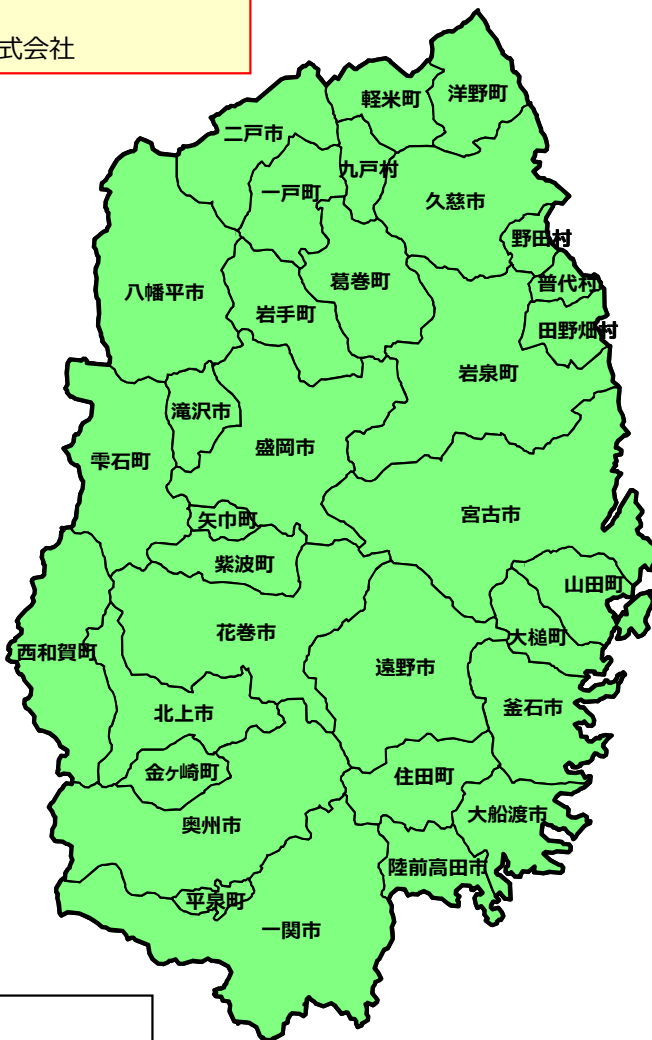 式会社
軽米町
洋野町
二戸市
九戸村
一戸町
久慈市
野田村
葛巻町
普代村
八幡平市
岩手町
田野畑村
岩泉町
滝沢市
盛岡市
雫石町
宮古市
矢巾町
紫波町
山田町
花巻市
大槌町
西和賀町
遠野市
釜石市
北上市
金ヶ崎町
住田町
大船渡市
奥州市
陸前高田市
平泉町
一関市